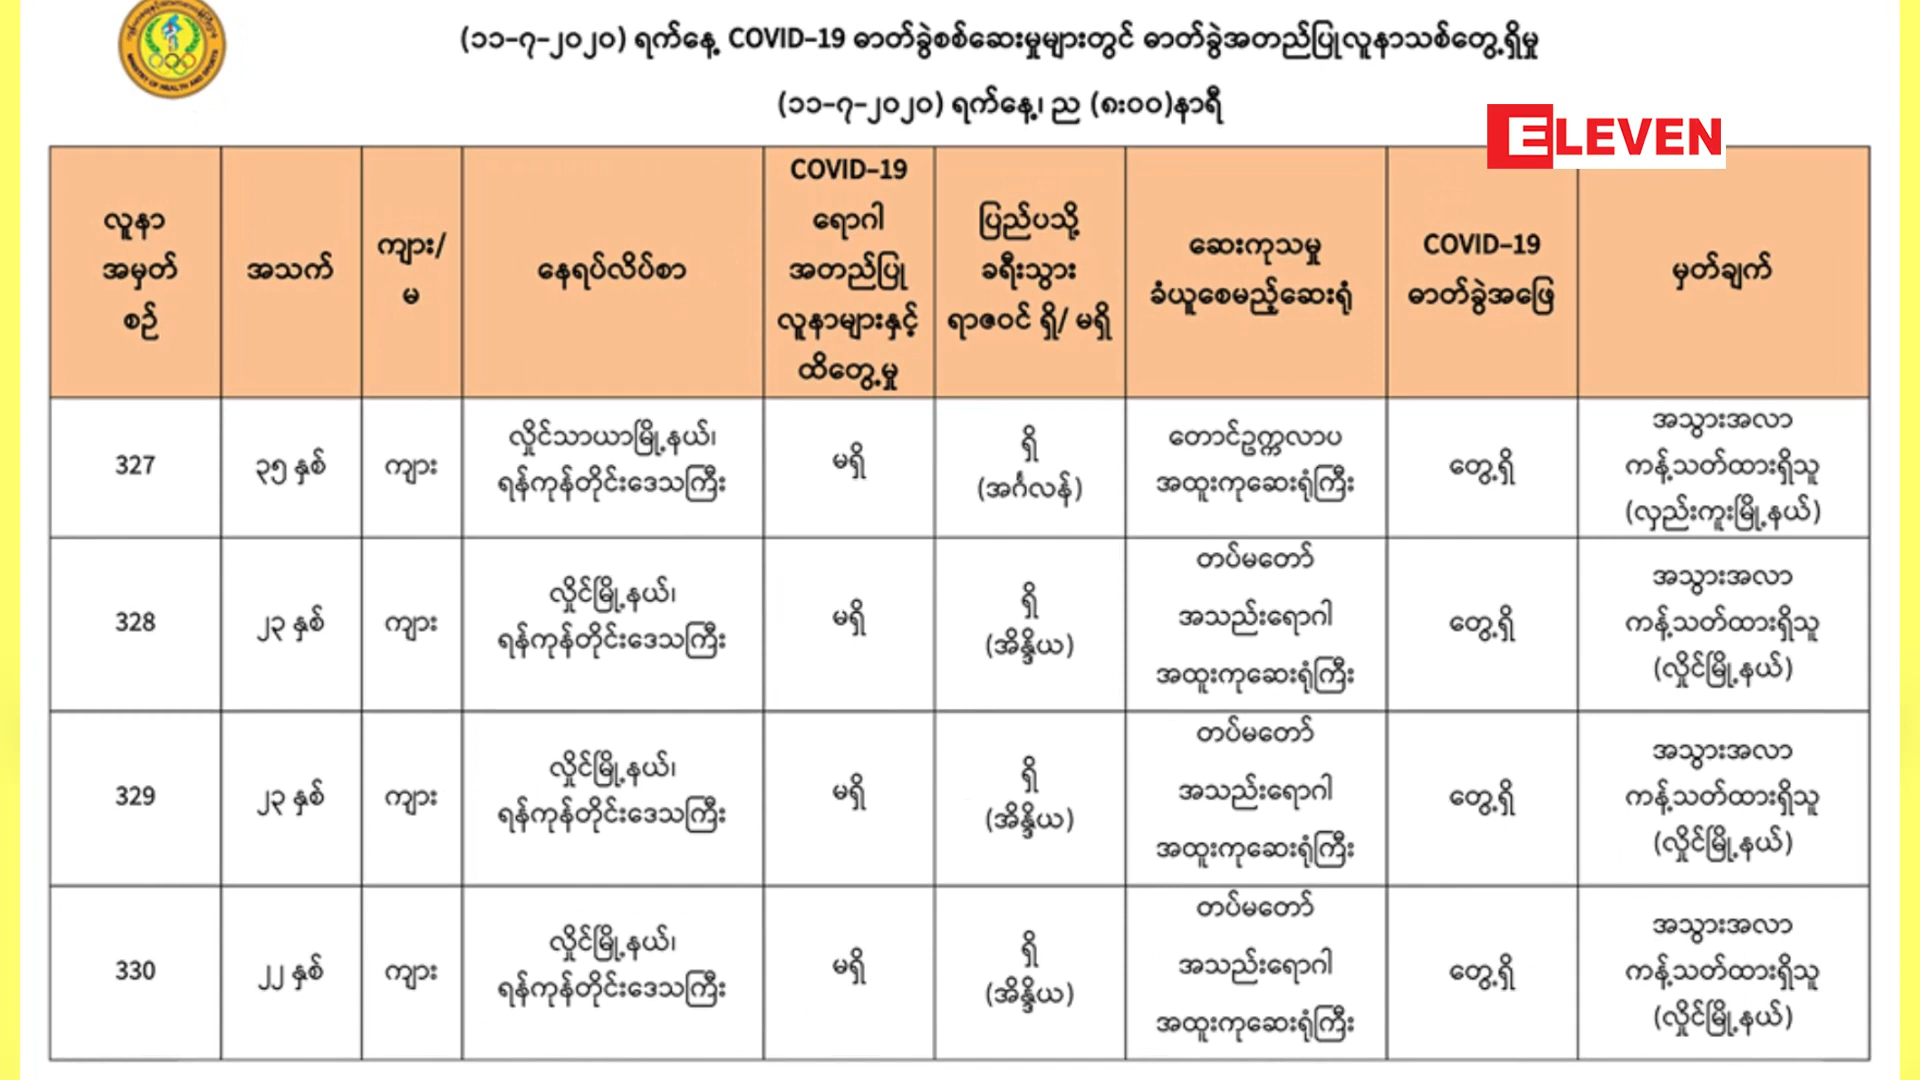 (၁၁-၇-၂၀၂၀) ရက်နေ့ COVID-19 ဓာတ်ခွဲစစ်ဆေးမှုများတွင် ဓာတ်ခွဲအတည်ပြုလူနာသစ်တွေ့ရှိမှု
(၁၁-၇-၂၀၂၀) ရက်နေ့၊ ည (၈:၀၀)နာရီ
ELEVEN
လူနာ
အမှတ်
စဉ်
အသက်
ကျား/
မ
နေရပ်လိပ်စာ
COVID-19
ရောဂါ
အတည်ပြု
လူနာများနှင့်
ထိတွေ့မှု
ပြည်ပသို့
ခရီးသွား
ရာဇဝင် ရှိ/ မရှိ
ဆေးကုသမှု
ခံယူစေမည့်ဆေးရုံ
COVID-19
ဓာတ်ခွဲအဖြေ
မှတ်ချက်
327
၃၅ နှစ်
ကျား
လှိုင်သာယာမြို့နယ်၊
ရန်ကုန်တိုင်းဒေသကြီး
မရှိ
ရှိ
(အင်္ဂလန်)
တောင်ဥက္ကလာပ
အထူးကုဆေးရုံကြီး
တွေ့ရှိ
အသွားအလာ
ကန့်သတ်ထားရှိသူ
(လှည်းကူးမြို့နယ်)
328
၂၃ နှစ်
ကျား
လှိုင်မြို့နယ်၊
ရန်ကုန်တိုင်းဒေသကြီး
မရှိ
ရှိ
(အိန္ဒိယ)
တပ်မတော်
အသည်းရောဂါ
အထူးကုဆေးရုံကြီး
တွေ့ရှိ
အသွားအလာ
ကန့်သတ်ထားရှိသူ
(လှိုင်မြို့နယ်)
329
၂၃ နှစ်
ကျား
လှိုင်မြို့နယ်၊
ရန်ကုန်တိုင်းဒေသကြီး
မရှိ
ရှိ
(အိန္ဒိယ)
တပ်မတော်
အသည်းရောဂါ
အထူးကုဆေးရုံကြီး
တွေ့ရှိ
အသွားအလာ
ကန့်သတ်ထားရှိသူ
(လှိုင်မြို့နယ်)
330
၂၂ နှစ်
ကျား
လှိုင်မြို့နယ်၊
ရန်ကုန်တိုင်းဒေသကြီး
မရှိ
ရှိ
(အိန္ဒိယ)
တပ်မတော်
အသည်းရောဂါ
အထူးကုဆေးရုံကြီး
တွေ့ရှိ
အသွားအလာ
ကန့်သတ်ထားရှိသူ
(လှိုင်မြို့နယ်)